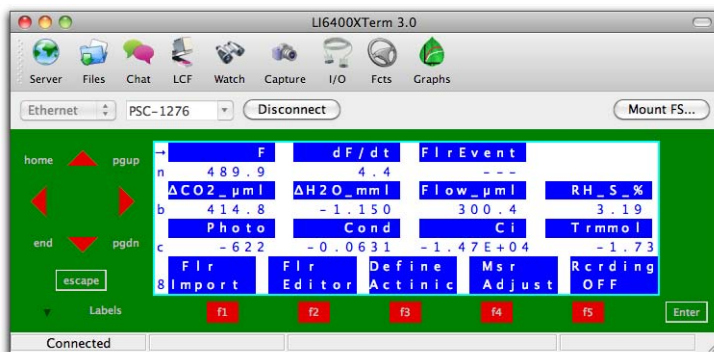 LI6400XTerm 3.0
Server Files Chat LCF Watch Capture I/O Fcts Graphs
Ethernet PSC-1276 Disconnect Mount FS...
home pgup
end pgdn
escape
Labels
→ F dF/dt FlrEvent
n 489.9 4.4 ---
ΔCO2_µml ΔH2O_mml Flow_µml RH_S_%
b 414.8 -1.150 300.4 3.19
Photo Cond Ci Trmmol
c -622 -0.0631 -1.47E+04 -1.73
Flr Flr Define Msr Rcrding
8 Import Editor Actinic Adjust OFF
f1 f2 f3 f4 f5 Enter
Connected